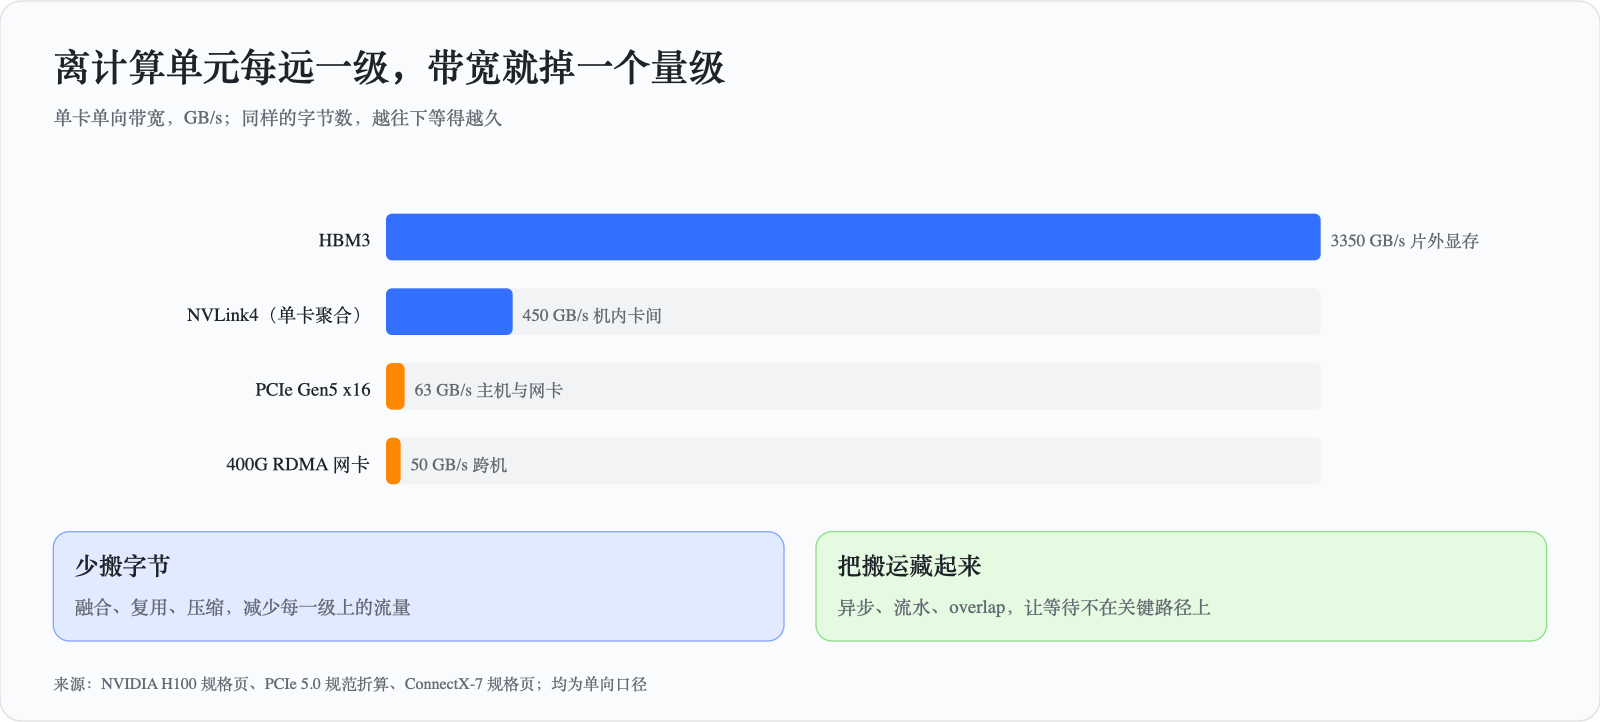 离计算单元每远一级，带宽就掉一个量级
单卡单向带宽，GB/s；同样的字节数，越往下等得越久
HBM3
3350 GB/s 片外显存
NVLink4（单卡聚合）
450 GB/s 机内卡间
PCIe Gen5 x16
63 GB/s 主机与网卡
400G RDMA 网卡
50 GB/s 跨机
少搬字节
融合、复用、压缩，减少每一级上的流量
把搬运藏起来
异步、流水、overlap，让等待不在关键路径上
来源：NVIDIA H100 规格页、PCIe 5.0 规范折算、ConnectX-7 规格页；均为单向口径